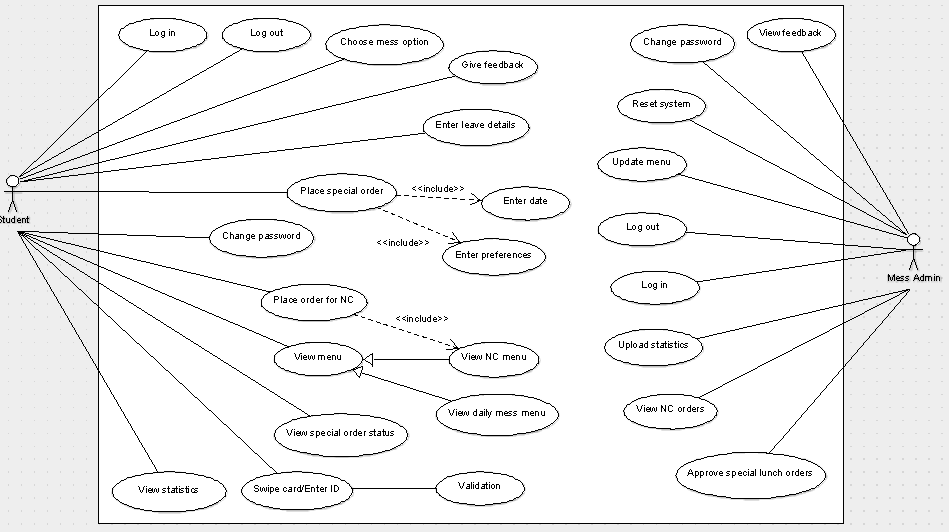 Log in
Log out
Choose mess option
Give feedback
Enter leave details
Place special order
<<include>>
Enter date
<<include>>
Enter preferences
Student
Change password
Place order for NC
<<include>>
View menu
View NC menu
View daily mess menu
View special order status
View statistics
Swipe card/Enter ID
Validation
Change password
View feedback
Reset system
Update menu
Log out
Log in
Mess Admin
Upload statistics
View NC orders
Approve special lunch orders